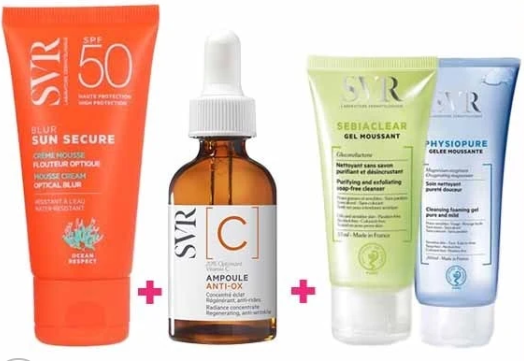 SVR
LABORATOIRE DERMATOLOGIQUE
SPF
50
HAUTE PROTECTION
HIGH PROTECTION
BLUR
SUN SECURE
CRÈME MOUSSE
FLOUTEUR OPTIQUE
MOUSSE CREAM
OPTICAL BLUR
RÉSISTANT À L'EAU
WATER-RESISTANT
OCEAN
RESPECT
+
SVR
[C]
AMPOULE
ANTI-OX
Concentré éclat
Régénérant, anti-rides
Radiance concentrate
Regenerating, anti-wrinkle
+
SVR
LABORATOIRE DERMATOLOGIQUE
SEBIACLEAR
GEL MOUSSANT
Gluconolactone
Nettoyant sans savon
purifiant et désincrustant
Purifying and exfoliating
soap-free cleanser
Made in France
SVR
PHYSIOPURE
GELÉE MOUSSANTE
Soin nettoyant
pureté douceur
Cleansing foaming gel
pure and mild
Made in France